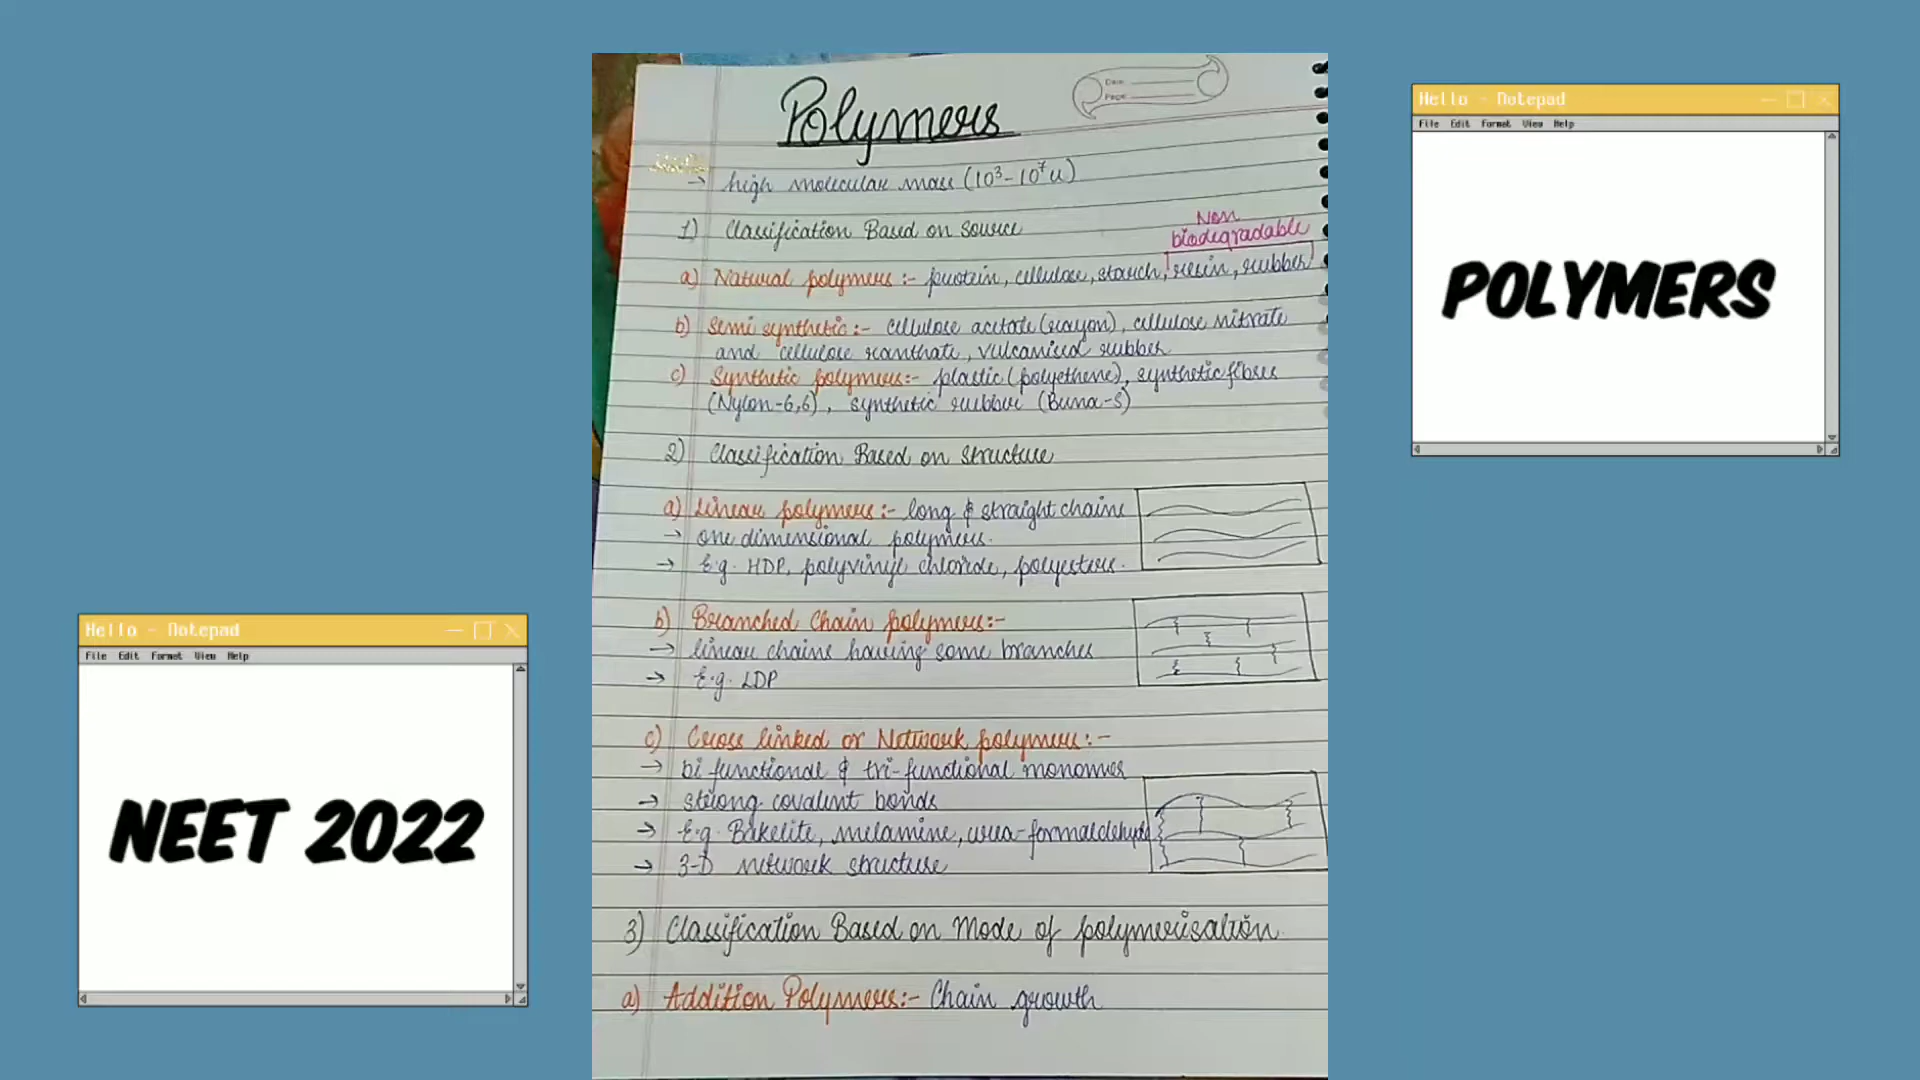 Polymers
Date
Page
→ high molecular mass (10³-10⁷u)
1) Classification Based on Source
Non
biodegradable
a) Natural polymers:- protein, cellulose, starch, resin, rubber
b) Semi synthetic:- cellulose acetate (rayon), cellulose nitrate
and cellulose xanthate, vulcanised rubber
c) Synthetic polymers:- plastic (polyethene), synthetic fibres
(Nylon-6,6), synthetic rubber (Buna-S)
2) Classification Based on Structure
a) Linear polymers:- long & straight chains
→ one dimensional polymers.
→ E.g. HDP, polyvinyl chloride, polyesters.
b) Branched Chain polymers:-
→ linear chains having some branches
→ E.g. LDP
c) Cross linked or Network polymers:-
→ bi functional & tri-functional monomers
→ strong covalent bonds
→ E.g. Bakelite, melamine, urea-formaldehyde
→ 3-D network structure
3) Classification Based on Mode of polymerisation
a) Addition Polymers:- Chain growth
Hello - Notepad
File Edit Format View Help
POLYMERS
Hello - Notepad
File Edit Format View Help
NEET 2022